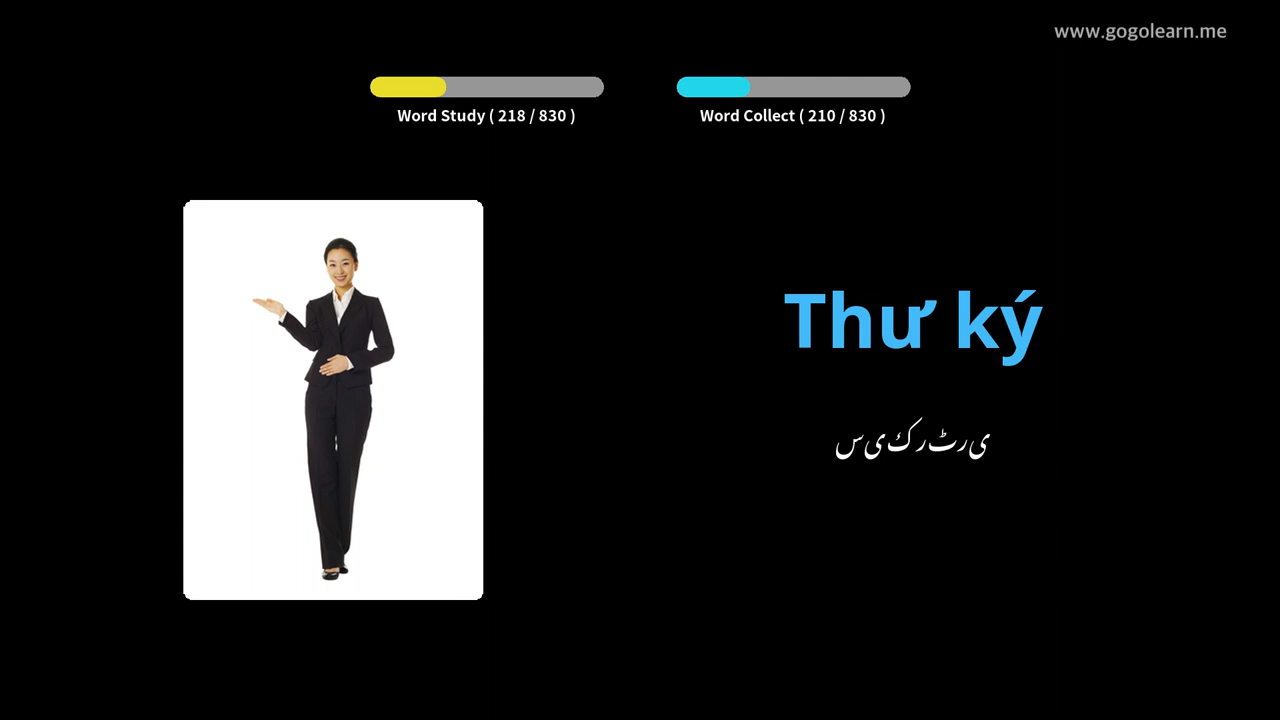 www.gogolearn.me
Word Study ( 218 / 830 )
Word Collect ( 210 / 830 )
Thư ký
سیکرٹری